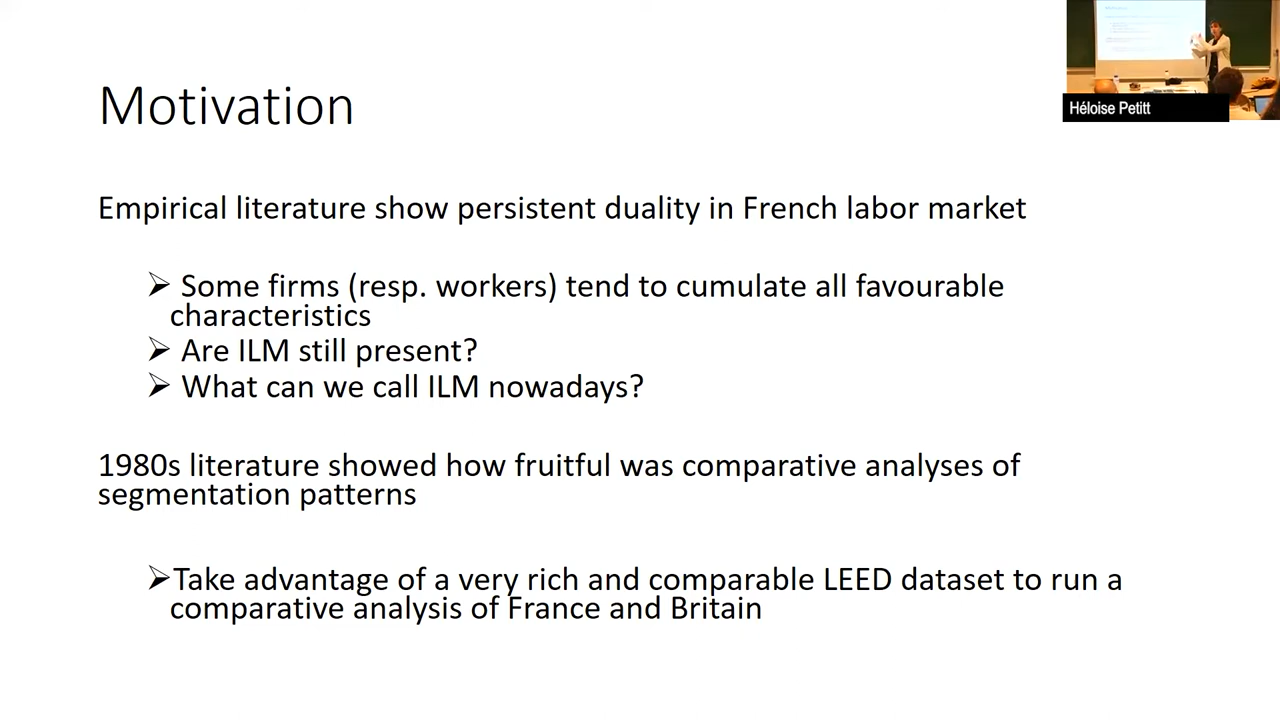 Motivation
Héloise Petitt
Empirical literature show persistent duality in French labor market
➢ Some firms (resp. workers) tend to cumulate all favourable
characteristics
➢ Are ILM still present?
➢ What can we call ILM nowadays?
1980s literature showed how fruitful was comparative analyses of
segmentation patterns
➢Take advantage of a very rich and comparable LEED dataset to run a
comparative analysis of France and Britain